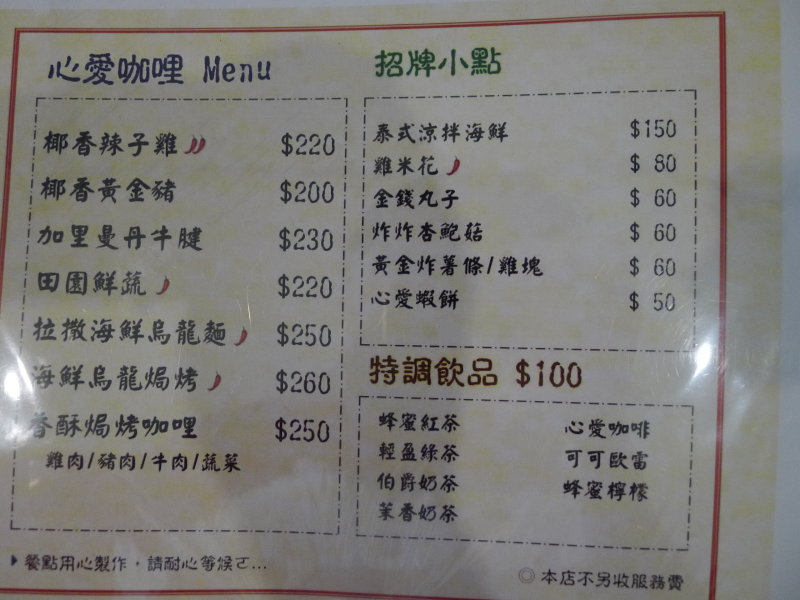 心愛咖哩 Menu
椰香辣子雞 $220
椰香黃金豬 $200
加里曼丹牛腱 $230
田園鮮蔬 $220
拉撒海鮮烏龍麵 $250
海鮮烏龍焗烤 $260
香酥焗烤咖哩 $250
雞肉/豬肉/牛肉/蔬菜
餐點用心製作，請耐心等候ㄛ...
招牌小點
泰式涼拌海鮮 $150
雞米花 $ 80
金錢丸子 $ 60
炸炸杏鮑菇 $ 60
黃金炸薯條/雞塊 $ 60
心愛蝦餅 $ 50
特調飲品 $100
蜂蜜紅茶
輕盈綠茶
伯爵奶茶
茉香奶茶
心愛咖啡
可可歐雷
蜂蜜檸檬
◎ 本店不另收服務費